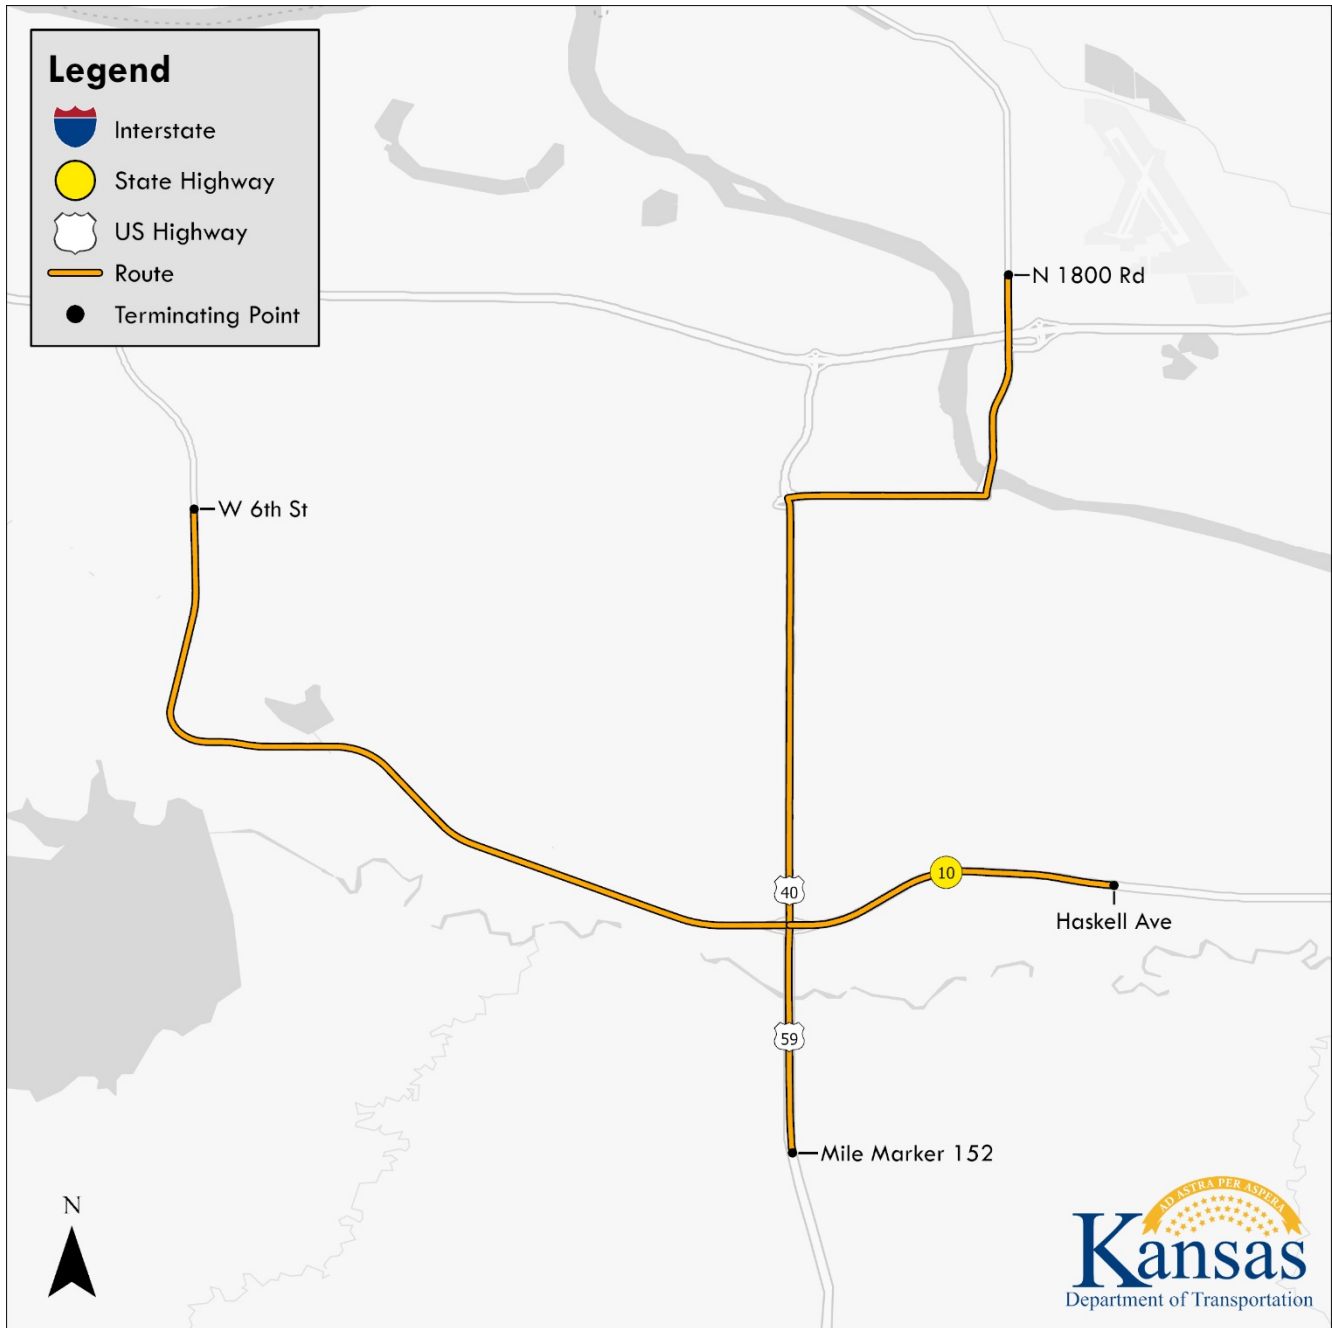 Legend
Interstate
State Highway
US Highway
Route
Terminating Point
N 1800 Rd
W 6th St
10
40
Haskell Ave
59
Mile Marker 152
N
AD ASTRA PER ASPERA
Kansas
Department of Transportation